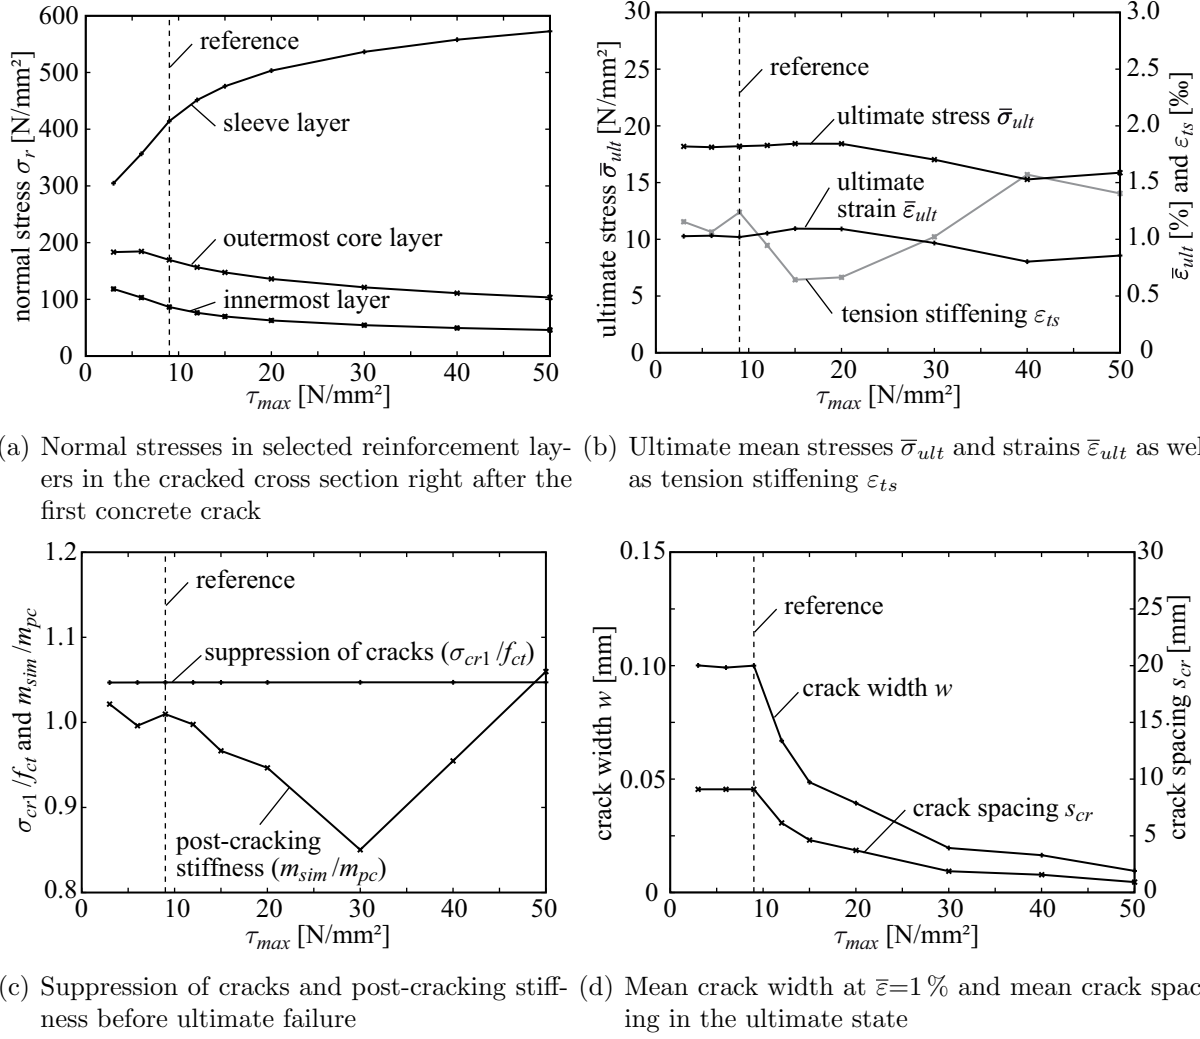 600
500
400
300
200
100
0
0 10 20 30 40 50
normal stress σr [N/mm²]
τmax [N/mm²]
reference
sleeve layer
outermost core layer
innermost layer
30
25
20
15
10
5
0
0 10 20 30 40 50
3.0
2.5
2.0
1.5
1.0
0.5
0
ultimate stress σ̅ult [N/mm²]
ε̅ult [%] and εts [‰]
τmax [N/mm²]
reference
ultimate stress σ̅ult
ultimate
strain ε̅ult
tension stiffening εts
(a) Normal stresses in selected reinforcement lay-
ers in the cracked cross section right after the
first concrete crack
(b) Ultimate mean stresses σ̅ult and strains ε̅ult as wel
as tension stiffening εts
1.2
1.1
1.0
0.9
0.8
0 10 20 30 40 50
σcr1/fct and msim/mpc
τmax [N/mm²]
reference
suppression of cracks (σcr1/fct)
post-cracking
stiffness (msim/mpc)
0.15
0.10
0.05
0
0 10 20 30 40 50
30
25
20
15
10
5
0
crack width w [mm]
crack spacing scr [mm]
τmax [N/mm²]
reference
crack width w
crack spacing scr
(c) Suppression of cracks and post-cracking stiff-
ness before ultimate failure
(d) Mean crack width at ε̅=1 % and mean crack spac-
ing in the ultimate state